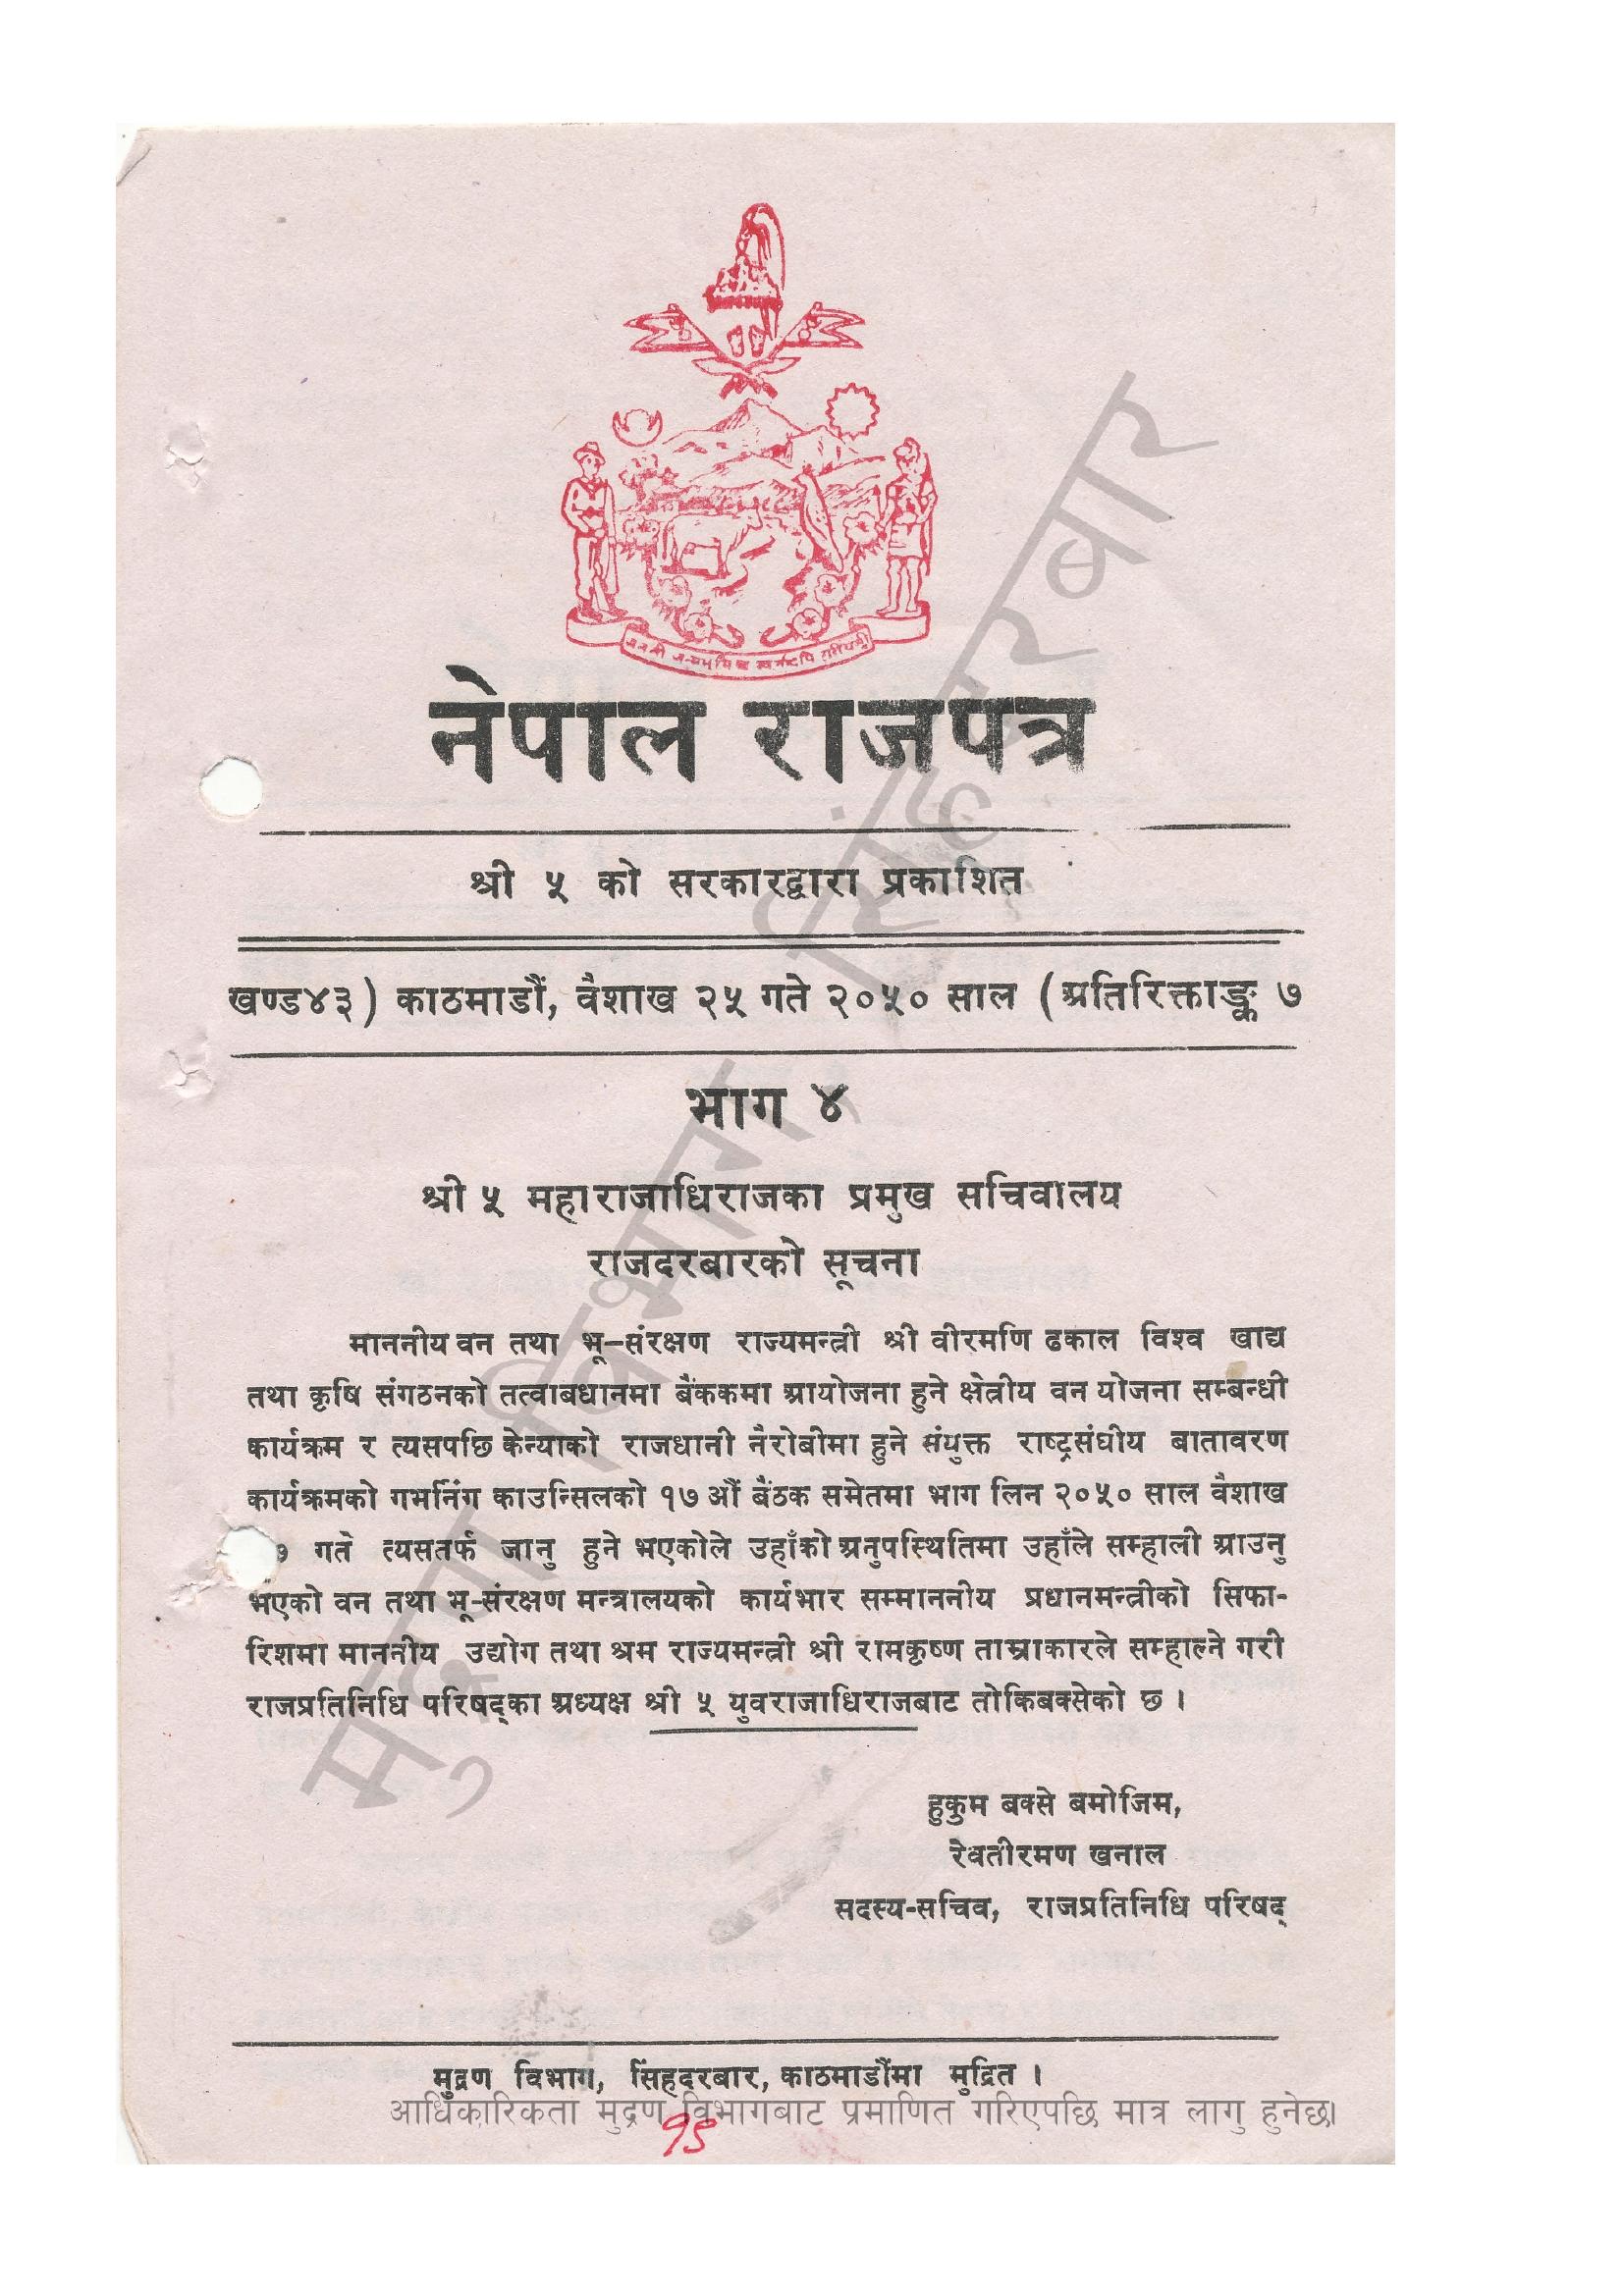 नेपाल राजपत्र
श्री ५ को सरकारद्वारा प्रकाशित
खण्ड४३) काठमाडौं, वैशाख २५ गते २०५० साल (अतिरिक्ताङ्क ७
भाग ४
श्री ५ महाराजाधिराजका प्रमुख सचिवालय
राजदरबारको सूचना
माननीय वन तथा भू-संरक्षण राज्यमन्त्री श्री वीरमणि ढकाल विश्व खाद्य
तथा कृषि संगठनको तत्वाबधानमा बैंककमा आयोजना हुने क्षेत्रीय वन योजना सम्बन्धी
कार्यक्रम र त्यसपछि केन्याको राजधानी नैरोबीमा हुने संयुक्त राष्ट्रसंघीय बातावरण
कार्यक्रमको गभर्निंग काउन्सिलको १७ औं बैंठक समेतमा भाग लिन २०५० साल वैशाख
गते त्यसतर्फ जानु हुने भएकोले उहाँको अनुपस्थितिमा उहाँले सम्हाली आउनु
भएको वन तथा भू-संरक्षण मन्त्रालयको कार्यभार सम्माननीय प्रधानमन्त्रीको सिफा-
रिशमा माननीय उद्योग तथा श्रम राज्यमन्त्री श्री रामकृष्ण ताम्राकारले सम्हाल्ने गरी
राजप्रतिनिधि परिषद्का अध्यक्ष श्री ५ युवराजाधिराजबाट तोकिबक्सेको छ ।
हुकुम बक्से बमोजिम,
रेवतीरमण खनाल
सदस्य-सचिव, राजप्रतिनिधि परिषद्
मुद्रण विभाग, सिंहदरबार, काठमाडौंमा मुद्रित ।
आधिकारिकता मुद्रण विभागबाट प्रमाणित गरिएपछि मात्र लागु हुनेछ।
मुद्रण विभाग, सिंहदरबार